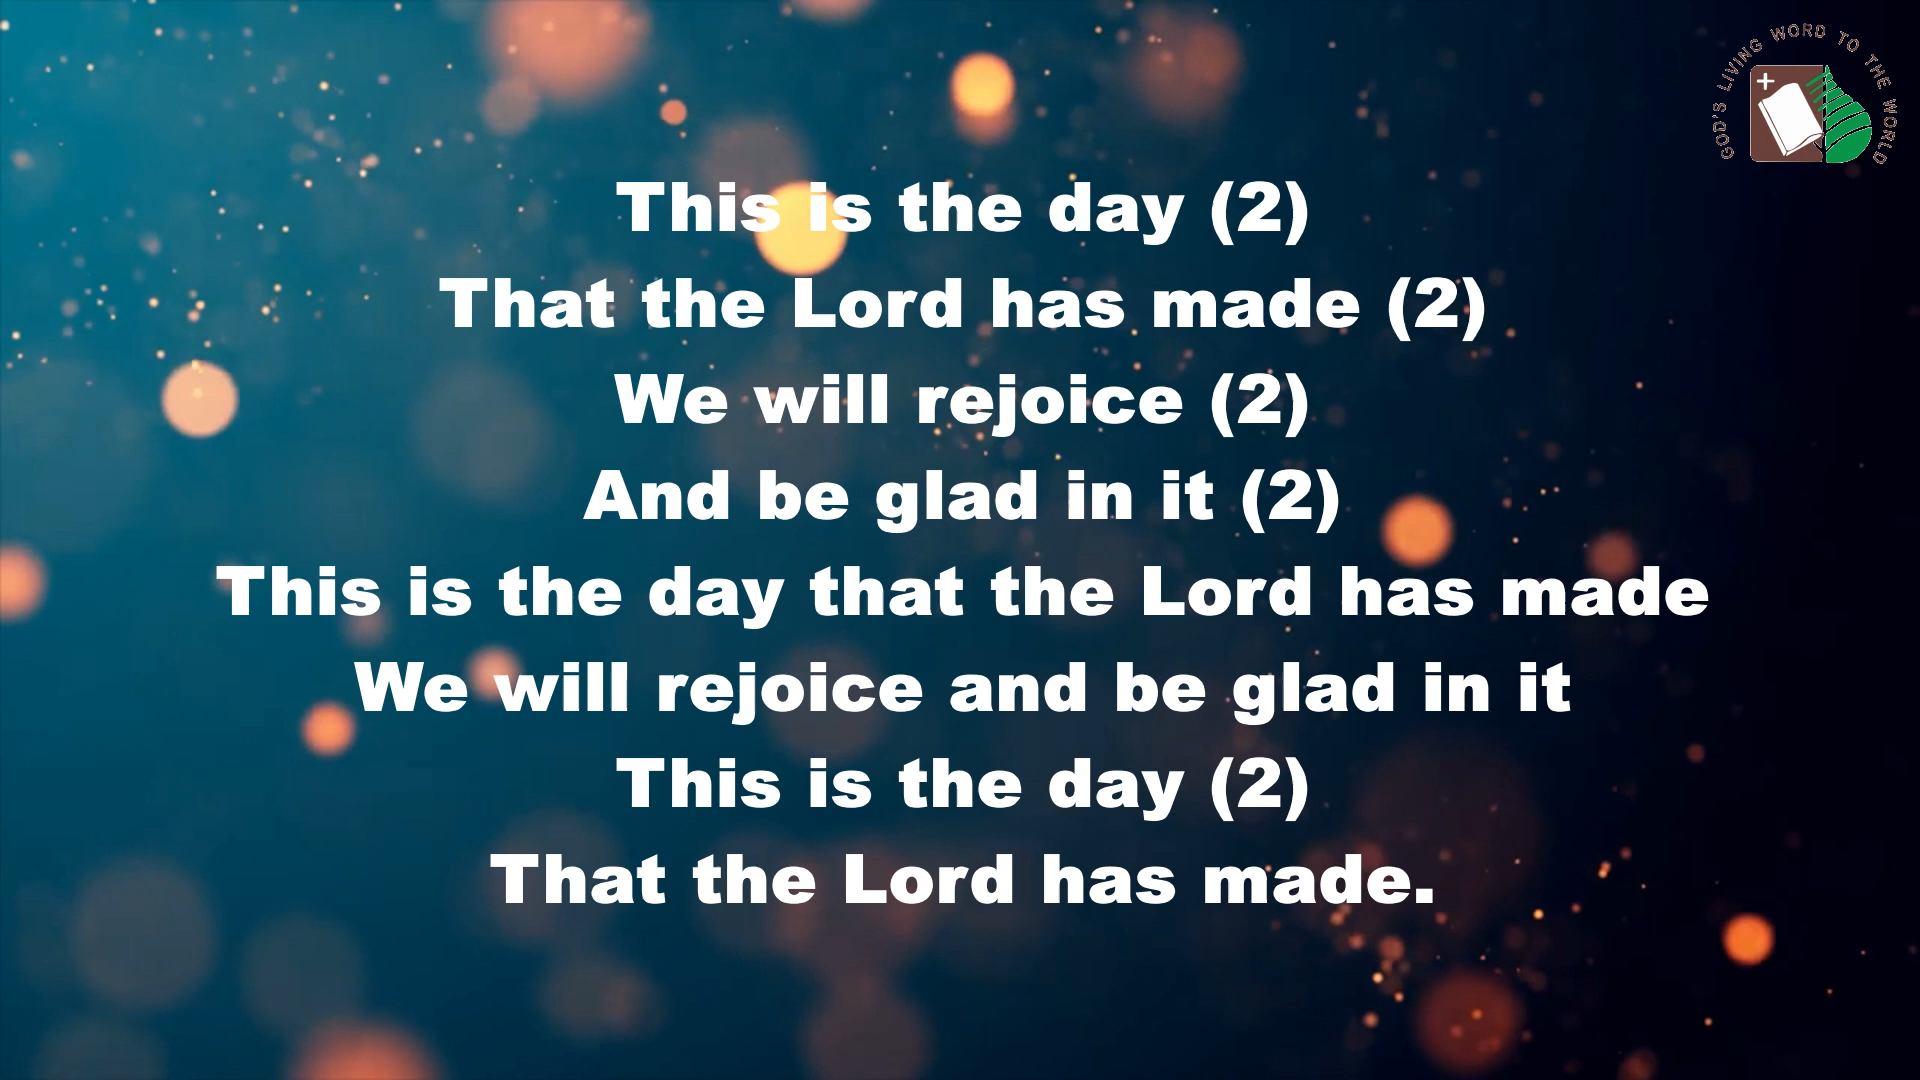 GOD'S LIVING WORD TO THE WORLD
This is the day (2)
That the Lord has made (2)
We will rejoice (2)
And be glad in it (2)
This is the day that the Lord has made
We will rejoice and be glad in it
This is the day (2)
That the Lord has made.